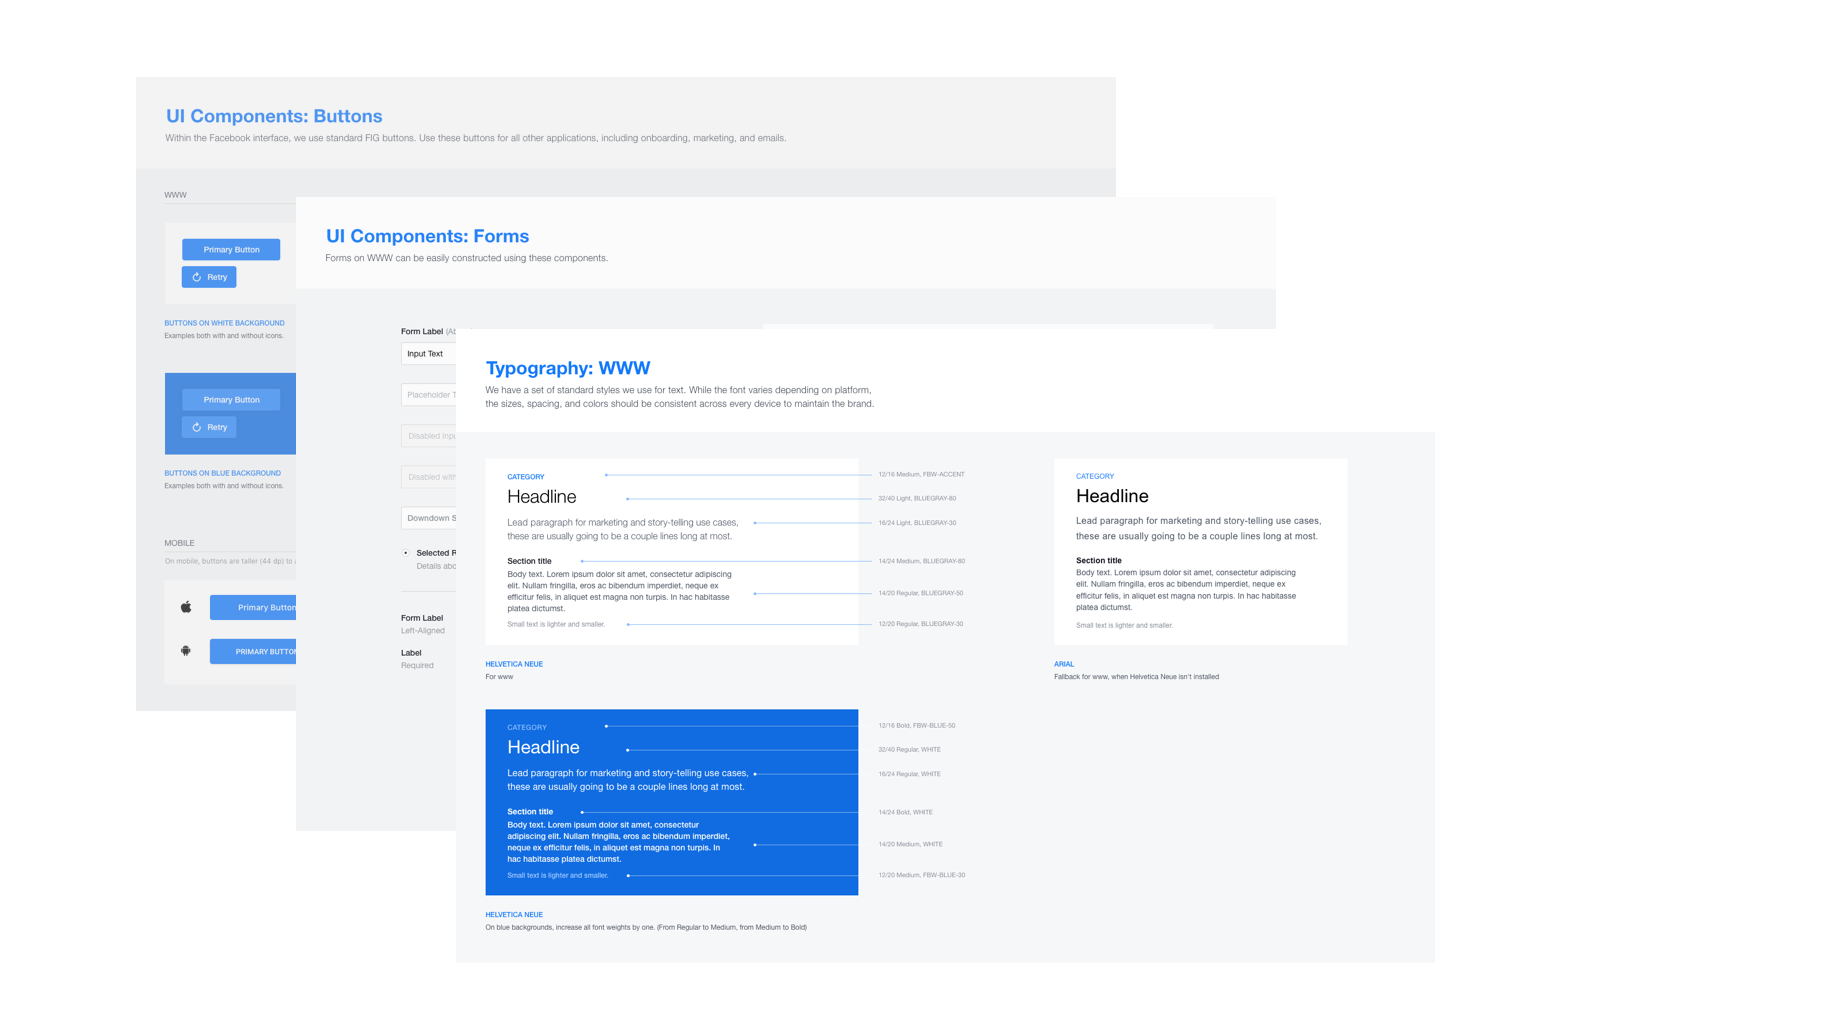 UI Components: Buttons
Within the Facebook interface, we use standard FIG buttons. Use these buttons for all other applications, including onboarding, marketing, and emails.
WWW
Primary Button
Retry
BUTTONS ON WHITE BACKGROUND
Examples both with and without icons.
Primary Button
Retry
BUTTONS ON BLUE BACKGROUND
Examples both with and without icons.
MOBILE
On mobile, buttons are taller (44 dp) to
Primary Button
PRIMARY BUTTON
UI Components: Forms
Forms on WWW can be easily constructed using these components.
Form Label
Input Text
Placeholder
Disabled
Disabled with
Downdown
Selected
Details
Form Label
Left-Aligned
Label
Required
Typography: WWW
We have a set of standard styles we use for text. While the font varies depending on platform,
the sizes, spacing, and colors should be consistent across every device to maintain the brand.
CATEGORY
Headline
Lead paragraph for marketing and story-telling use cases,
these are usually going to be a couple lines long at most.
Section title
Body text. Lorem ipsum dolor sit amet, consectetur adipiscing
elit. Nullam fringilla, eros ac bibendum imperdiet, neque ex
efficitur felis, in aliquet est magna non turpis. In hac habitasse
platea dictumst.
Small text is lighter and smaller.
12/16 Medium, FBW-ACCENT
32/40 Light, BLUEGRAY-80
16/24 Light, BLUEGRAY-30
14/24 Medium, BLUEGRAY-80
14/20 Regular, BLUEGRAY-50
12/20 Regular, BLUEGRAY-30
HELVETICA NEUE
For www
CATEGORY
Headline
Lead paragraph for marketing and story-telling use cases,
these are usually going to be a couple lines long at most.
Section title
Body text. Lorem ipsum dolor sit amet, consectetur adipiscing
elit. Nullam fringilla, eros ac bibendum imperdiet, neque ex
efficitur felis, in aliquet est magna non turpis. In hac habitasse
platea dictumst.
Small text is lighter and smaller.
ARIAL
Fallback for www, when Helvetica Neue isn't installed
CATEGORY
Headline
Lead paragraph for marketing and story-telling use cases,
these are usually going to be a couple lines long at most.
Section title
Body text. Lorem ipsum dolor sit amet, consectetur
adipiscing elit. Nullam fringilla, eros ac bibendum imperdiet,
neque ex efficitur felis, in aliquet est magna non turpis. In
hac habitasse platea dictumst.
Small text is lighter and smaller.
12/16 Bold, FBW-BLUE-50
32/40 Regular, WHITE
16/24 Regular, WHITE
14/24 Bold, WHITE
14/20 Medium, WHITE
12/20 Medium, FBW-BLUE-30
HELVETICA NEUE
On blue backgrounds, increase all font weights by one. (From Regular to Medium, from Medium to Bold)